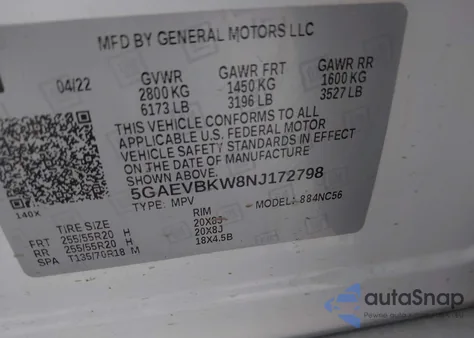 MFD BY GENERAL MOTORS LLC
04/22 GVWR GAWR FRT GAWR RR
2800 KG 1450 KG 1600 KG
6173 LB 3196 LB 3527 LB
THIS VEHICLE CONFORMS TO ALL
APPLICABLE U.S. FEDERAL MOTOR
VEHICLE SAFETY STANDARDS IN EFFECT
ON THE DATE OF MANUFACTURE
5GAEVBKW8NJ172798
TYPE: MPV MODEL: 884NC56
140X
TIRE SIZE RIM
FRT 255/55R20 H 20X8J
RR 255/55R20 H 20X8J
SPA T135/70R18 M 18X4.5B
autoSnap